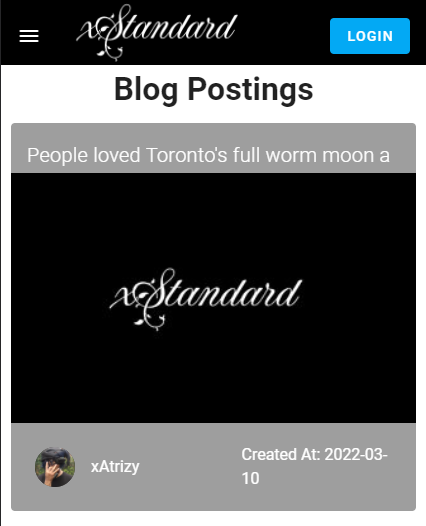 xStandard
LOGIN
Blog Postings
People loved Toronto's full worm moon a
xStandard
xAtrizy
Created At: 2022-03-
10